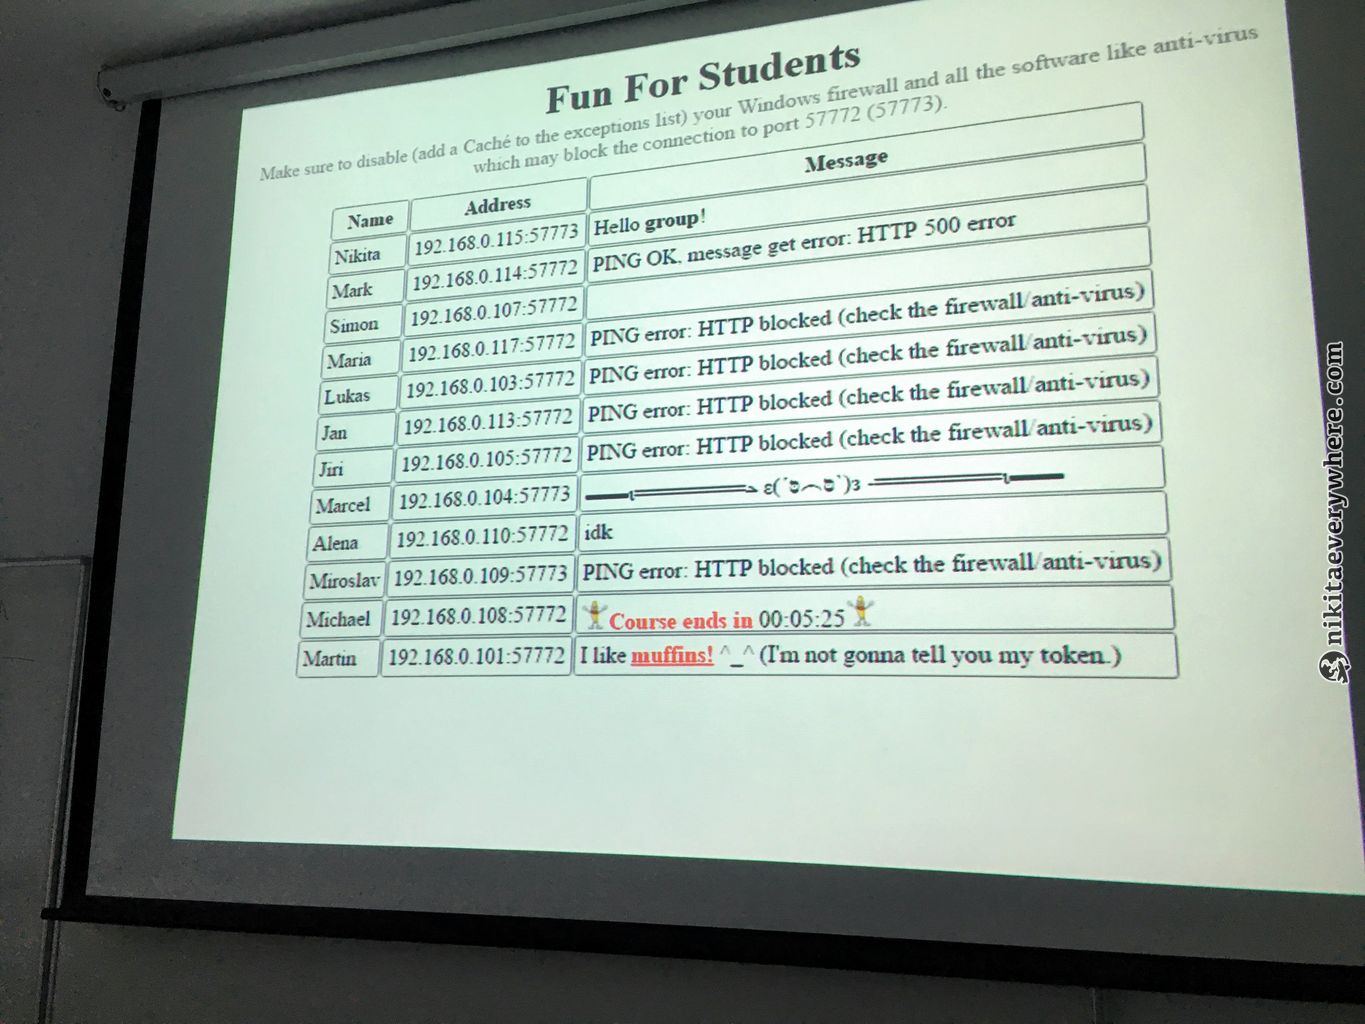 Fun For Students
Make sure to disable (add a Caché to the exceptions list) your Windows firewall and all the software like anti-virus
which may block the connection to port 57772 (57773).
Name Address Message
Nikita 192.168.0.115:57773 Hello group!
Mark 192.168.0.114:57772 PING OK, message get error: HTTP 500 error
Simon 192.168.0.107:57772
Maria 192.168.0.117:57772 PING error: HTTP blocked (check the firewall/anti-virus)
Lukas 192.168.0.103:57772 PING error: HTTP blocked (check the firewall/anti-virus)
Jan 192.168.0.113:57772 PING error: HTTP blocked (check the firewall/anti-virus)
Jiri 192.168.0.105:57772 PING error: HTTP blocked (check the firewall/anti-virus)
Marcel 192.168.0.104:57773 ▬▬ι═══════ﺤ ε(´סּ︵סּ`)з -═══════ι▬▬
Alena 192.168.0.110:57772 idk
Miroslav 192.168.0.109:57773 PING error: HTTP blocked (check the firewall/anti-virus)
Michael 192.168.0.108:57772 Course ends in 00:05:25
Martin 192.168.0.101:57772 I like muffins! ^_^ (I'm not gonna tell you my token.)
nikitaeverywhere.com